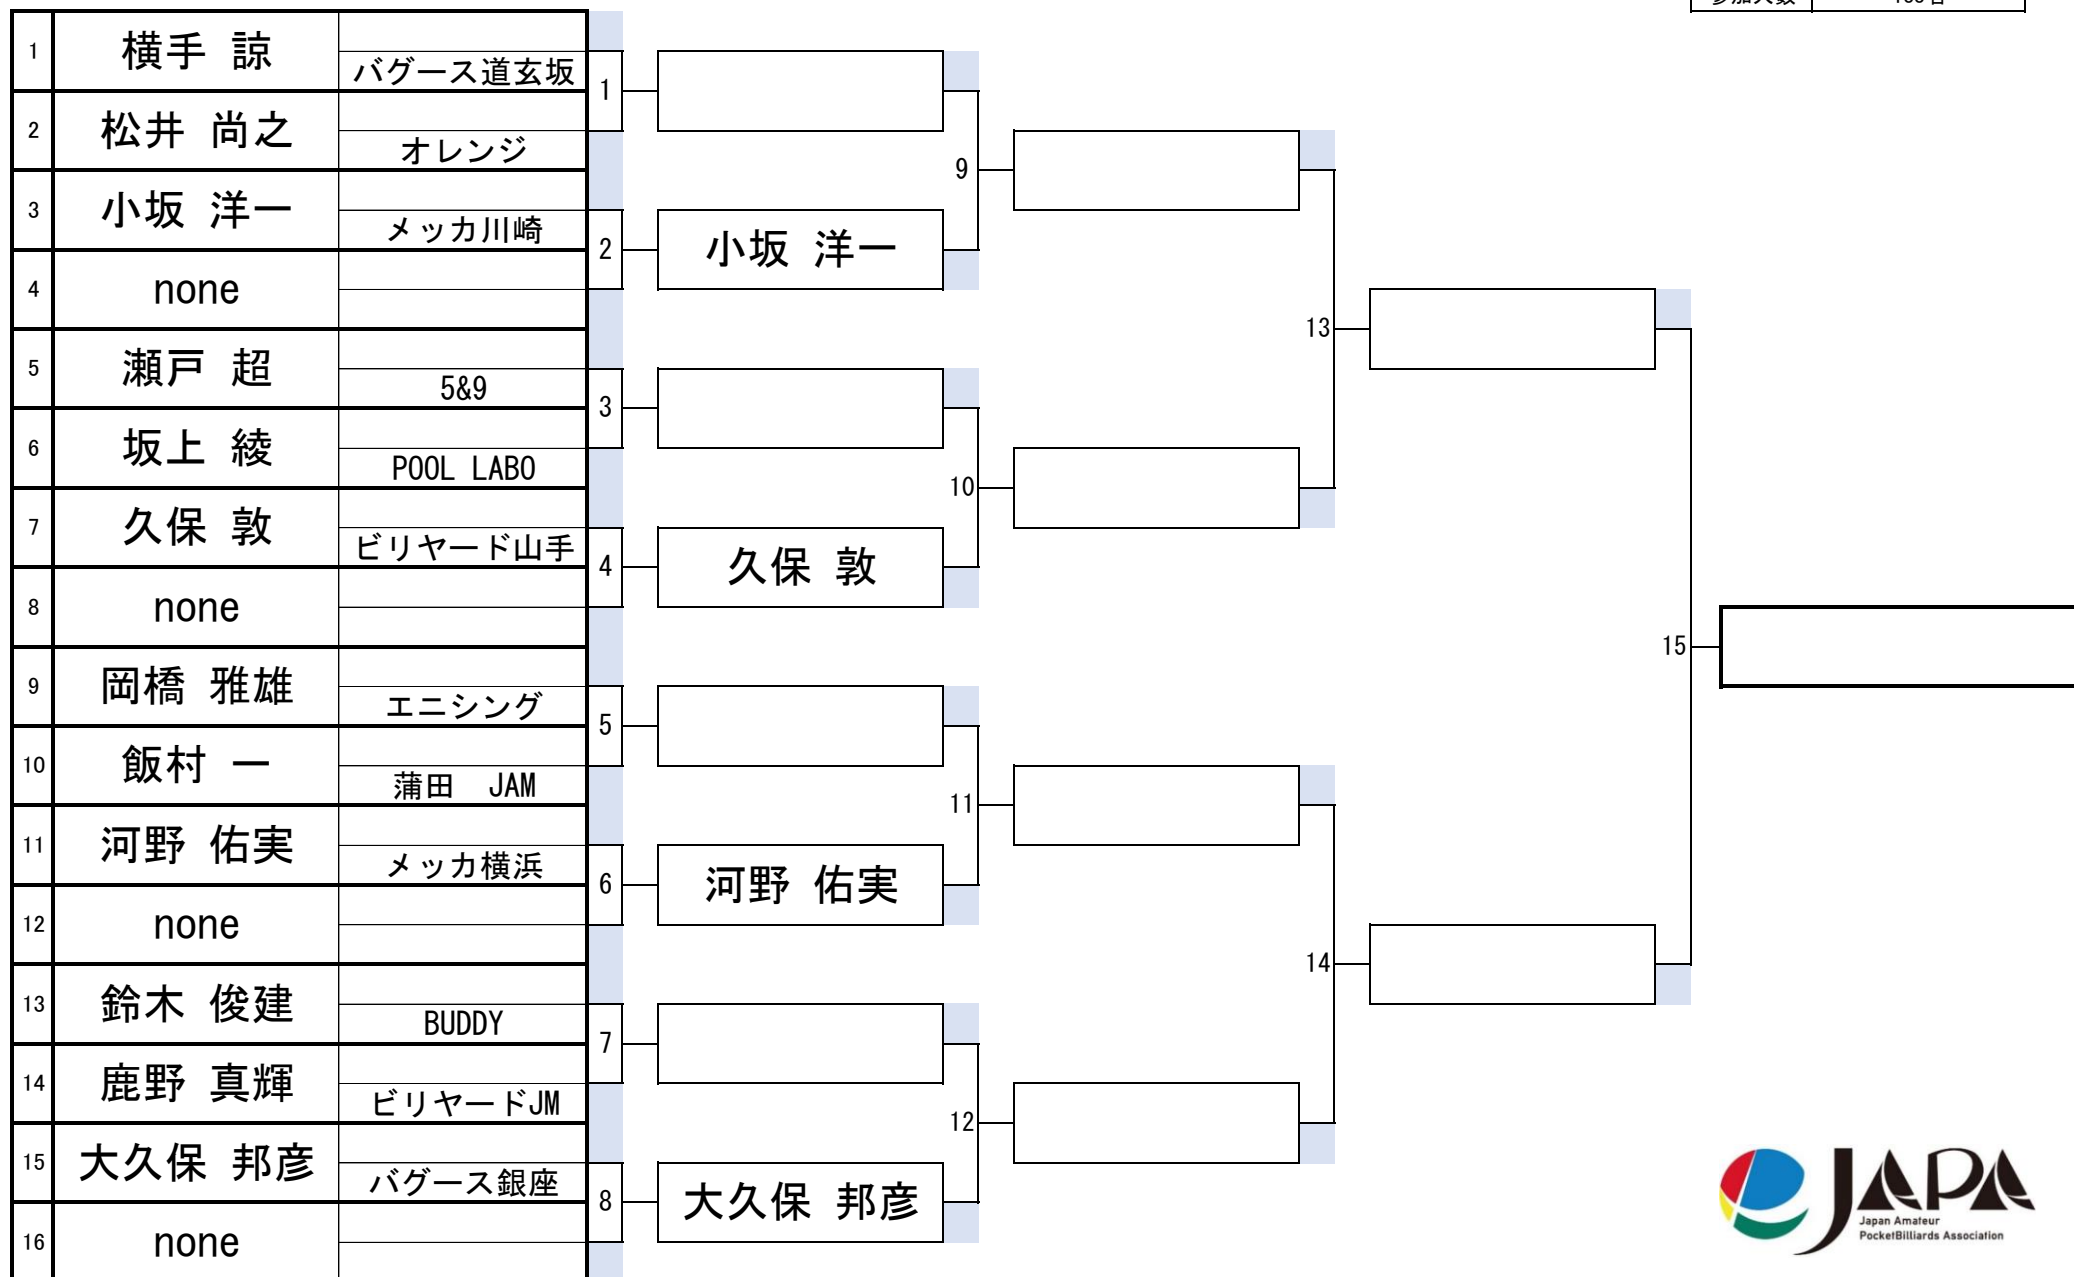 1 横手 諒 バグース道玄坂
2 松井 尚之 オレンジ
3 小坂 洋一 メッカ川崎
4 none
5 瀬戸 超 5&9
6 坂上 綾 POOL LABO
7 久保 敦 ビリヤード山手
8 none
9 岡橋 雅雄 エニシング
10 飯村 一 蒲田 JAM
11 河野 佑実 メッカ横浜
12 none
13 鈴木 俊建 BUDDY
14 鹿野 真輝 ビリヤードJM
15 大久保 邦彦 バグース銀座
16 none
1
2 小坂 洋一
3
4 久保 敦
5
6 河野 佑実
7
8 大久保 邦彦
9
10
11
12
13
14
15
JAPA
Japan Amateur
PocketBilliards Association